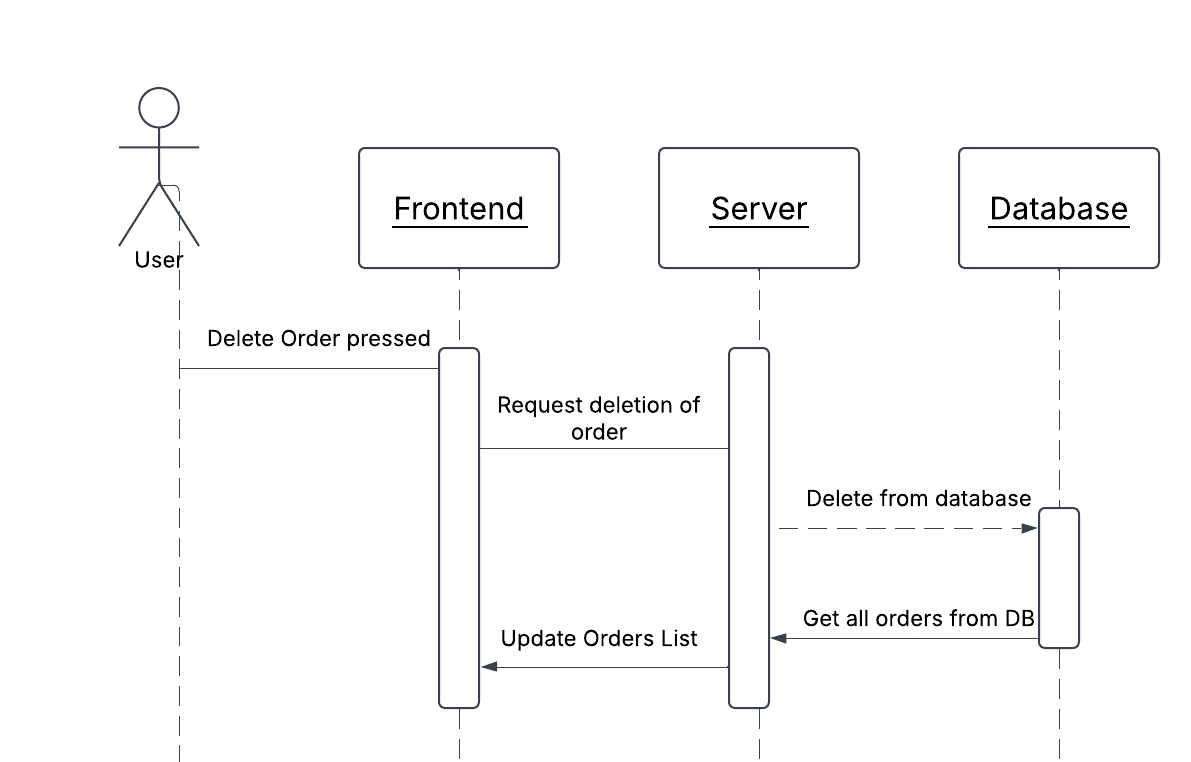 User
Frontend
Server
Database
Delete Order pressed
Request deletion of
order
Delete from database
Get all orders from DB
Update Orders List